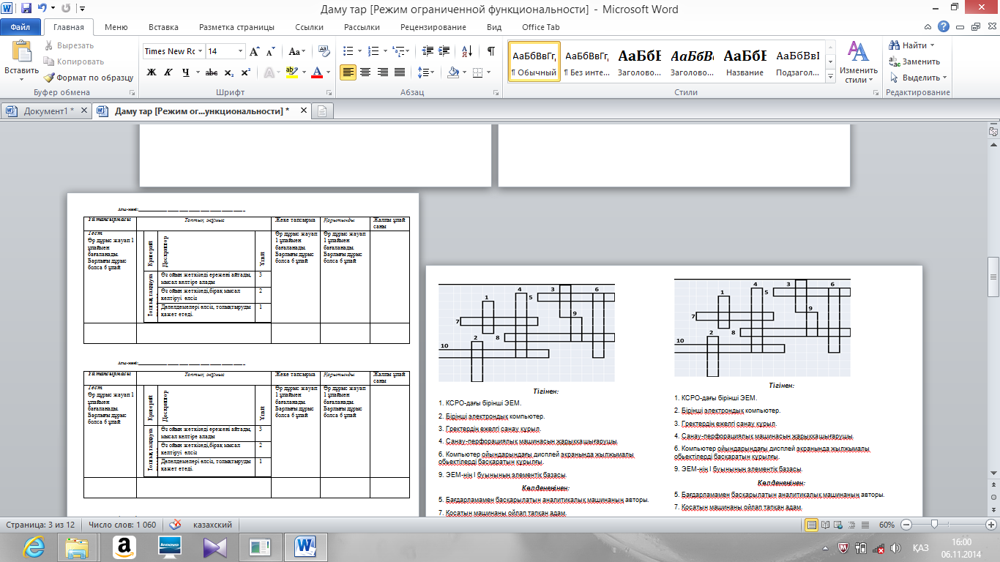 Даму тар [Режим ограниченной функциональности] - Microsoft Word
Файл Главная Меню Вставка Разметка страницы Ссылки Рассылки Рецензирование Вид Office Tab
Вставить
Вырезать
Копировать
Формат по образцу
Буфер обмена
Times New Ro 14
Ж К Ч abc x₂ x²
Шрифт
Абзац
АаБбВвГг,
¶ Обычный
АаБбВвГг,
¶ Без инте...
АаБбЕ
Заголово...
АаБбВс
Заголово...
АаБбЕ
Название
АаБбВвІ
Подзагол...
Стили
Изменить стили
Найти
Заменить
Выделить
Редактирование
Документ1 *
Даму тар [Режим ог...ункциональности] *
Аты-жөні:
Үй тапсырмасы Топтық жұмыс Жеке тапсырма Қорытынды Жалпы ұпай саны
Тест
Әр дұрыс жауап 1 ұпаймен бағаланады. Барлығы дұрыс болса 6 ұпай
Критерий
Дескриптор
Ұпай
Өз ойын жеткізеді ережені айтады, мысал келтіре алады 3
Өз ойын жеткізеді,бірақ мысал келтіруі әлсіз 2
Дәлелдемелері әлсіз, толықтыруды қажет етеді. 1
Әр дұрыс жауап 1 ұпаймен бағаланады. Барлығы дұрыс болса 6 ұпай
Әр дұрыс жауап 1 ұпаймен бағаланады. Барлығы дұрыс болса 6 ұпай
Аты-жөні:
Үй тапсырмасы Топтық жұмыс Жеке тапсырма Қорытынды Жалпы ұпай саны
Тест
Әр дұрыс жауап 1 ұпаймен бағаланады. Барлығы дұрыс болса 6 ұпай
Критерий
Дескриптор
Ұпай
Өз ойын жеткізеді ережені айтады, мысал келтіре алады 3
Өз ойын жеткізеді,бірақ мысал келтіруі әлсіз 2
Дәлелдемелері әлсіз, толықтыруды қажет етеді. 1
Әр дұрыс жауап 1 ұпаймен бағаланады. Барлығы дұрыс болса 6 ұпай
Әр дұрыс жауап 1 ұпаймен бағаланады. Барлығы дұрыс болса 6 ұпай
4 3 6
1 5
9
7
2 8
10
Тігінен:
1. КСРО-дағы бірінші ЭЕМ.
2. Бірінші электрондық компьютер.
3. Гректердің ежелгі санау құрыл.
4. Санау-перфорациялық машинасын жарыққашығарушы.
6. Компьютер ойындарындағы дисплей экранында жылжымалы
обьектілерді басқаратын құрылғы.
9. ЭЕМ-нің I буынының элементік базасы.
Көлденеңінен:
5. Бағдарламамен басқарылатын аналитикалық машинаның авторы.
7. Қосатын машинаны ойлап тапқан адам.
4 3 6
1 5
9
7
2 8
10
Тігінен:
1. КСРО-дағы бірінші ЭЕМ.
2. Бірінші электрондық компьютер.
3. Гректердің ежелгі санау құрыл.
4. Санау-перфорациялық машинасын жарыққашығарушы.
6. Компьютер ойындарындағы дисплей экранында жылжымалы
обьектілерді басқаратын құрылғы.
9. ЭЕМ-нің I буынының элементік базасы.
Көлденеңінен:
5. Бағдарламамен басқарылатын аналитикалық машинаның авторы.
7. Қосатын машинаны ойлап тапқан адам.
Страница: 3 из 12 Число слов: 1 060 казахский 60%
lenovo
ҚАЗ
16:00
06.11.2014